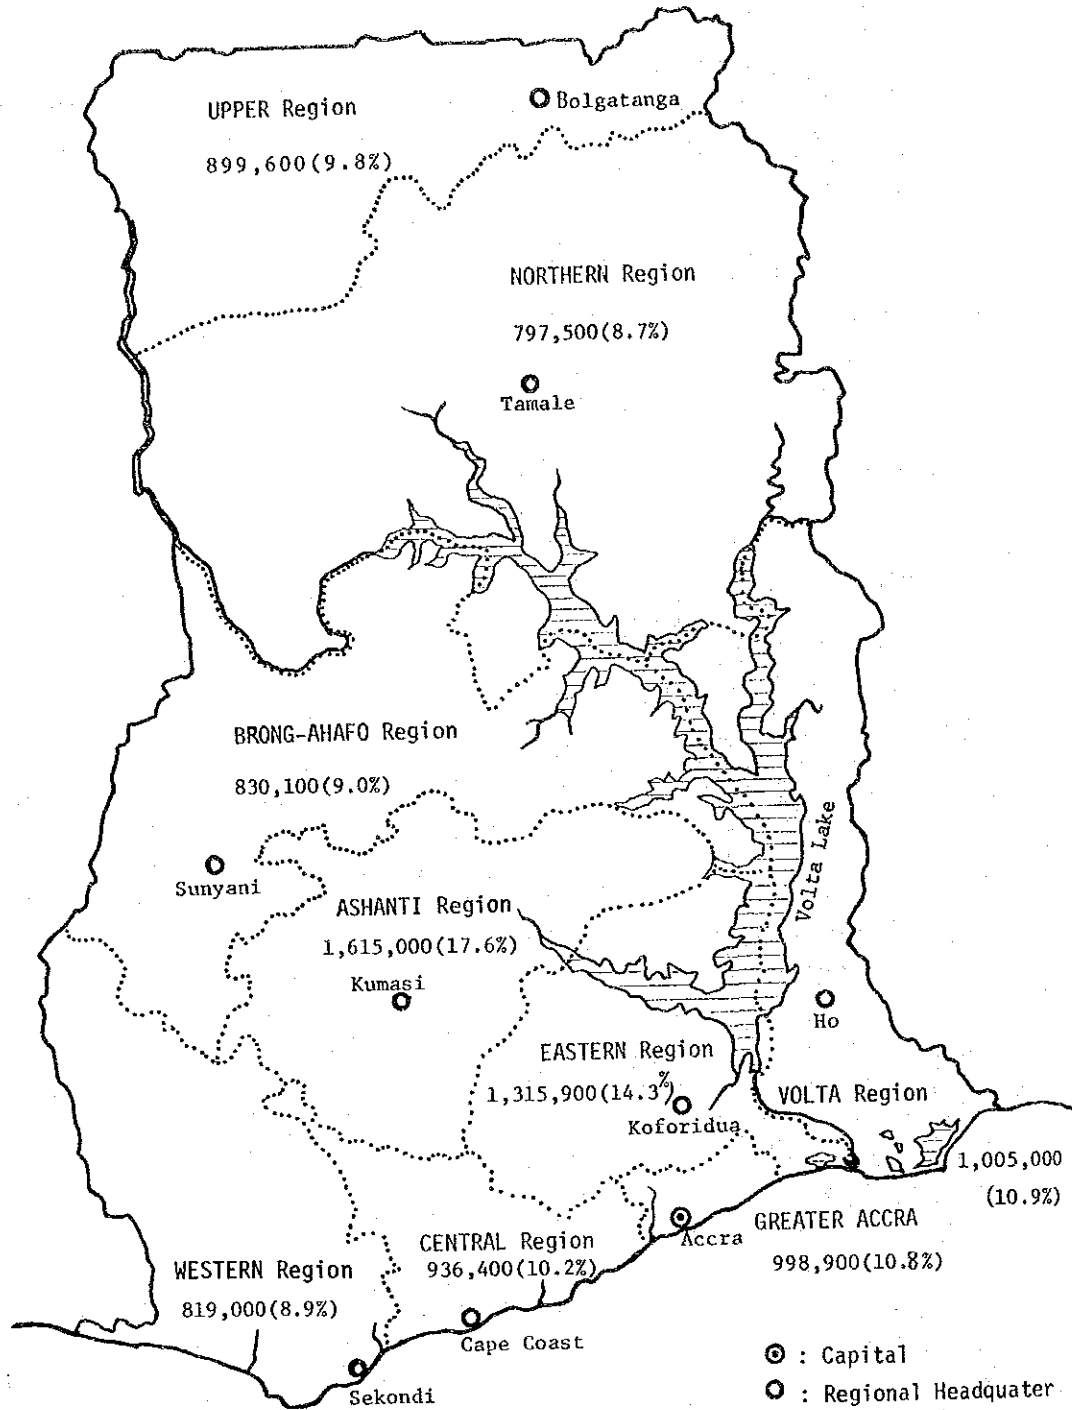 UPPER Region
899,600(9.8%)
Bolgatanga
NORTHERN Region
797,500(8.7%)
Tamale
BRONG-AHAFO Region
830,100(9.0%)
Sunyani
Volta Lake
ASHANTI Region
1,615,000(17.6%)
Kumasi
Ho
EASTERN Region
1,315,900(14.3%)
Koforidua
VOLTA Region
1,005,000
(10.9%)
GREATER ACCRA
998,900(10.8%)
Accra
CENTRAL Region
936,400(10.2%)
Cape Coast
WESTERN Region
819,000(8.9%)
Sekondi
: Capital
: Regional Headquater